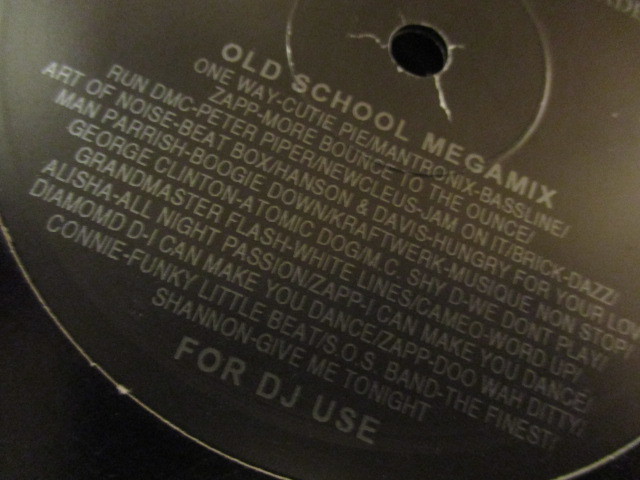 OLD SCHOOL MEGAMIX
ONE WAY-CUTIE PIE/MANTRONIX-BASSLINE/
ZAPP-MORE BOUNCE TO THE OUNCE/
RUN DMC-PETER PIPER/NEWCLEUS-JAM ON IT/BRICK-DAZZ/
ART OF NOISE-BEAT BOX/HANSON & DAVIS-HUNGRY FOR YOUR LOV
MAN PARRISH-BOOGIE DOWN/KRAFTWERK-MUSIQUE NON STOP/
GEORGE CLINTON-ATOMIC DOG/M.C. SHY D-WE DONT PLAY/
GRANDMASTER FLASH-WHITE LINES/CAMEO-WORD UP/
ALISHA-ALL NIGHT PASSION/ZAPP-I CAN MAKE YOU DANCE/
DIAMOMD D-I CAN MAKE YOU DANCE/ZAPP-DOO WAH DITTY/
CONNIE-FUNKY LITTLE BEAT/S.O.S. BAND-THE FINEST/
SHANNON-GIVE ME TONIGHT
FOR DJ USE